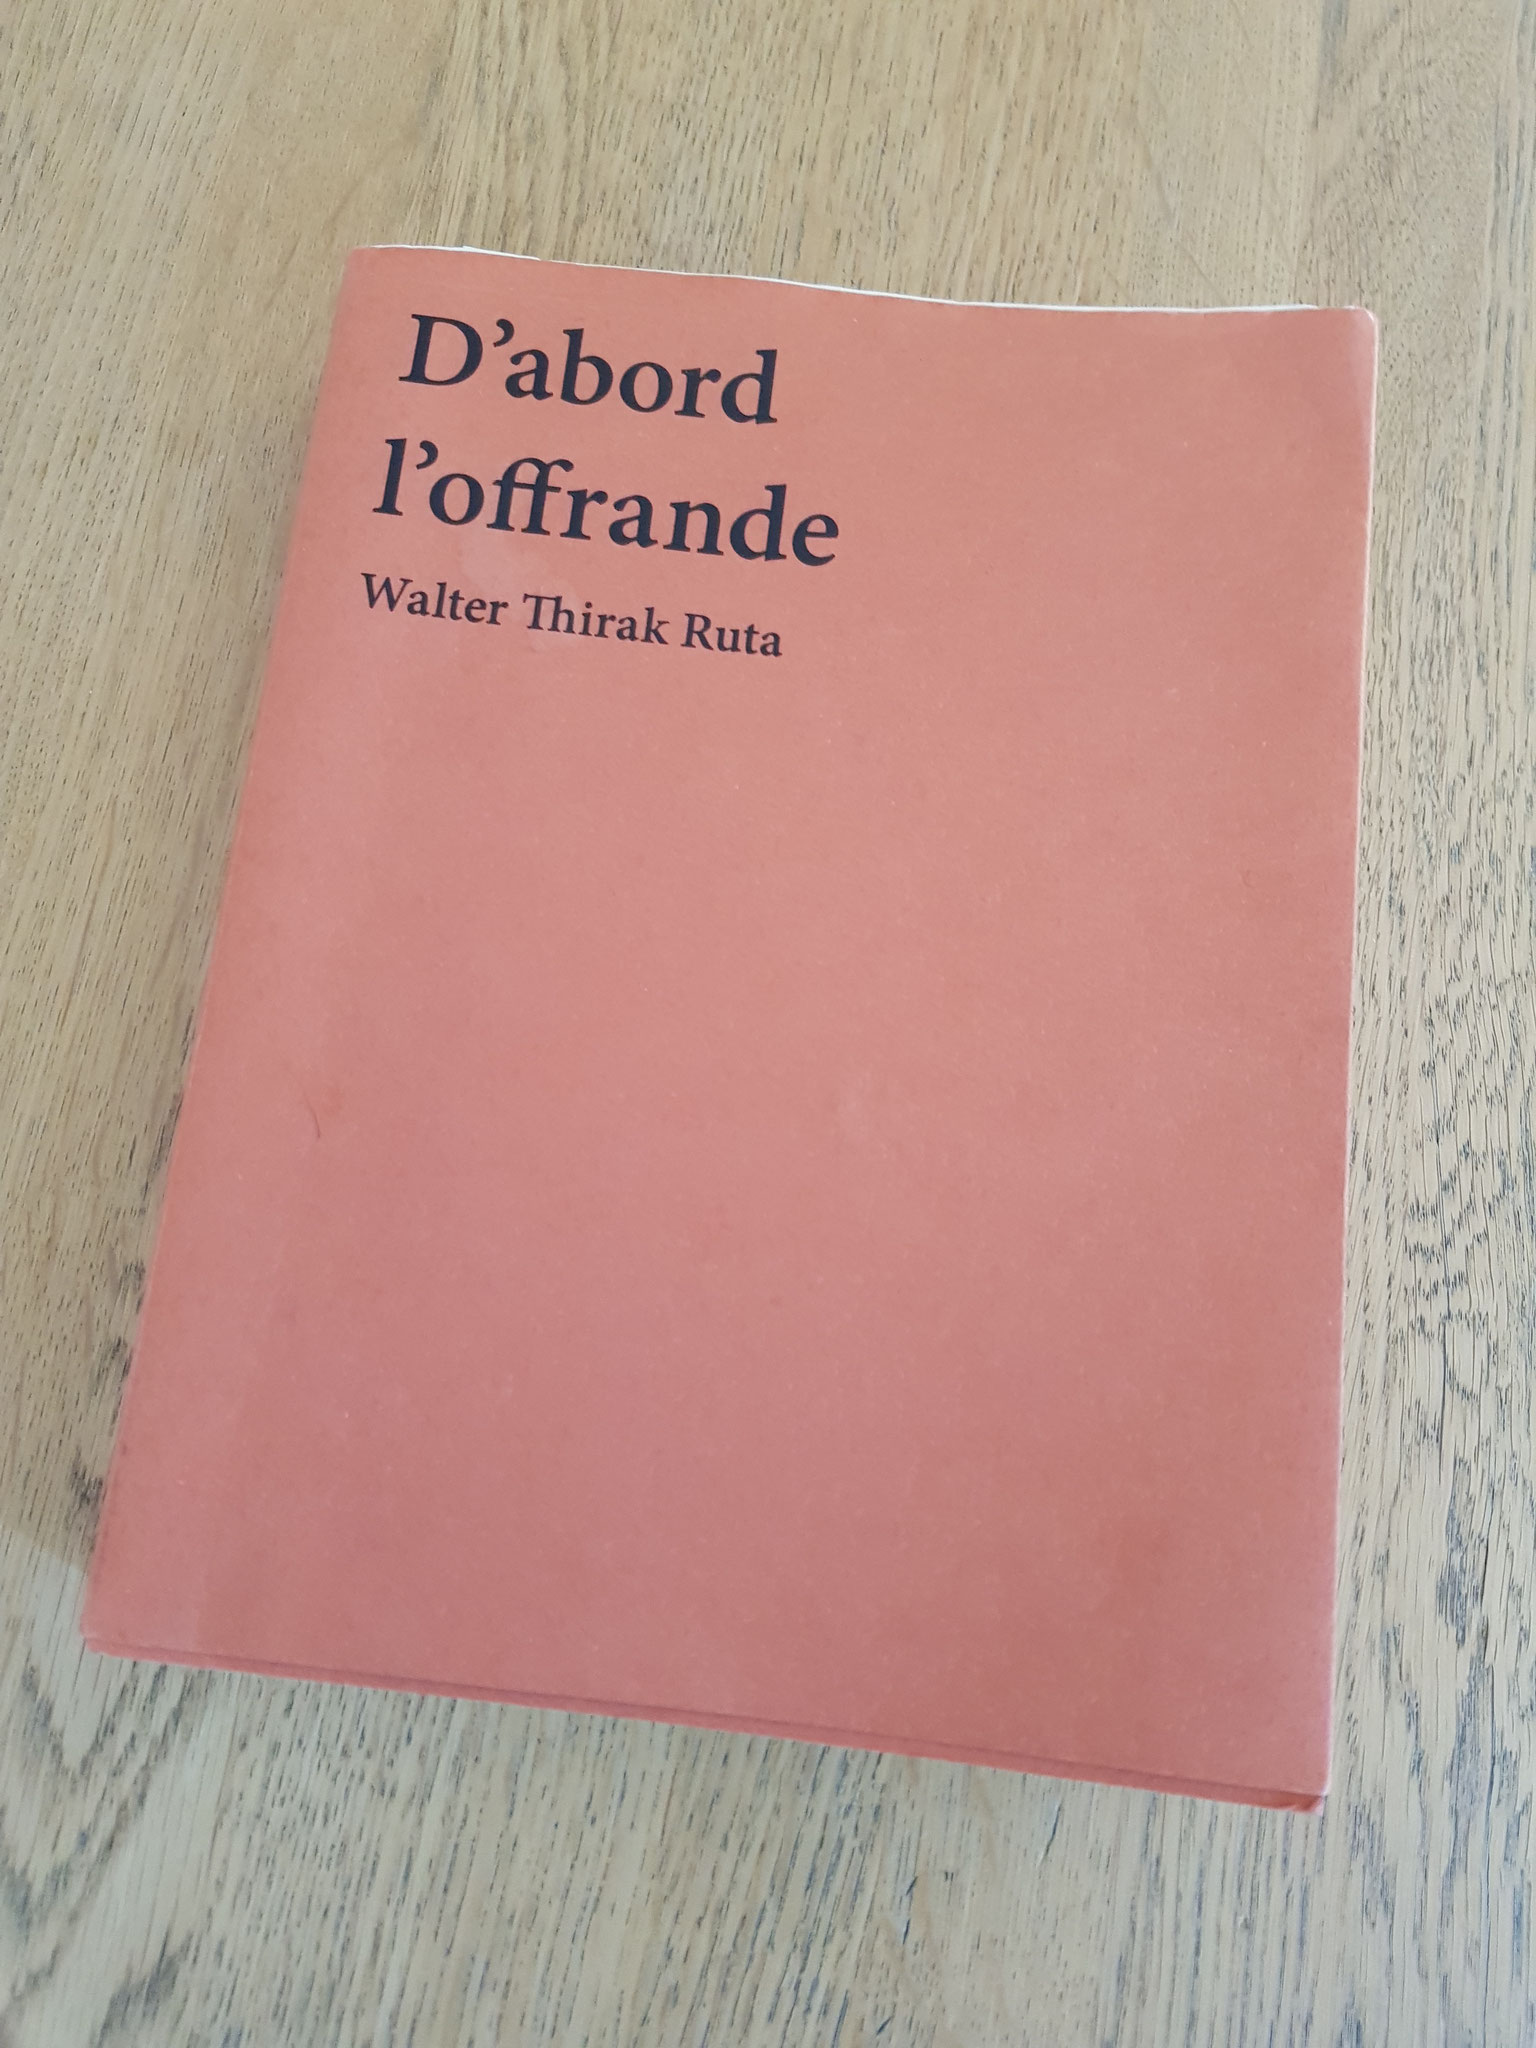 D’abord
l’offrande
Walter Thirak Ruta